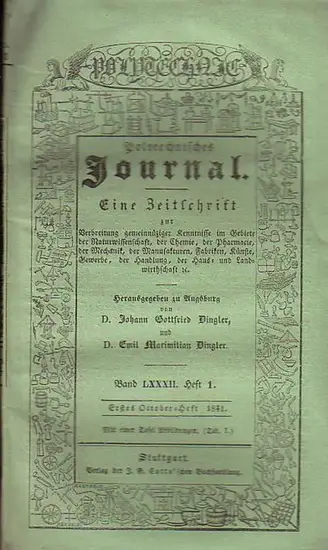 POLYTECHNIC
Polytechnisches
Journal.
Eine Zeitschrift
zur
Verbreitung gemeinnüziger Kenntnisse im Gebiete
der Naturwissenschaft, der Chemie, der Pharmacie,
der Mechanik, der Manufakturen, Fabriken, Künste,
Gewerbe, der Handlung, der Haus- und Land-
wirthschaft ꝛc.
Herausgegeben zu Augsburg
von
D. Johann Gottfried Dingler,
und
D. Emil Maximilian Dingler.
Band LXXXII. Heft 1.
Erstes October-Heft 1841.
Mit einer Tafel Abbildungen. (Tab. I.)
Stuttgart.
Verlag der J. G. Cotta'schen Buchhandlung.